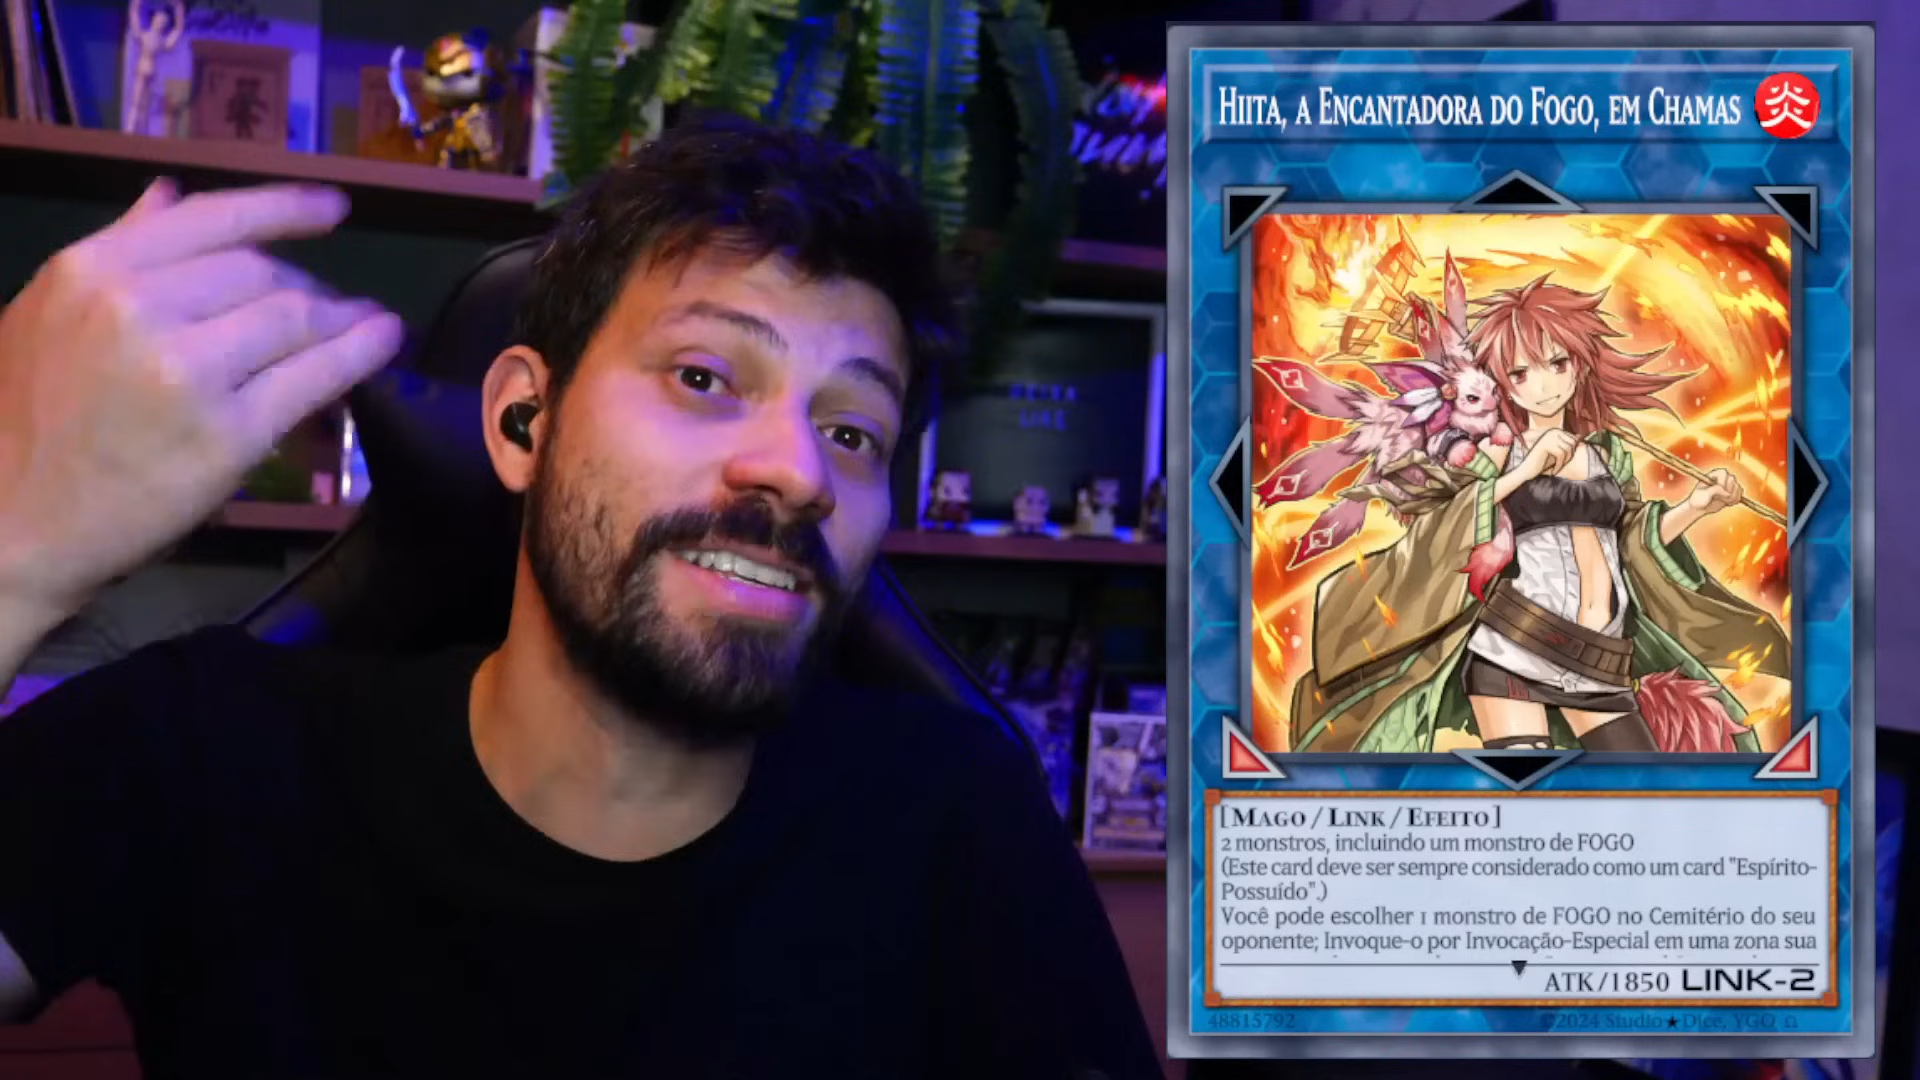 HIITA, A ENCANTADORA DO FOGO, EM CHAMAS
炎
[MAGO/LINK/EFEITO]
2 monstros, incluindo um monstro de FOGO
(Este card deve ser sempre considerado como um card "Espírito-
Possuído".)
Você pode escolher 1 monstro de FOGO no Cemitério do seu
oponente; Invoque-o por Invocação-Especial em uma zona sua
ATK/1850 LINK-2
48815792
©2024 Studio★Dice, YGO Ω